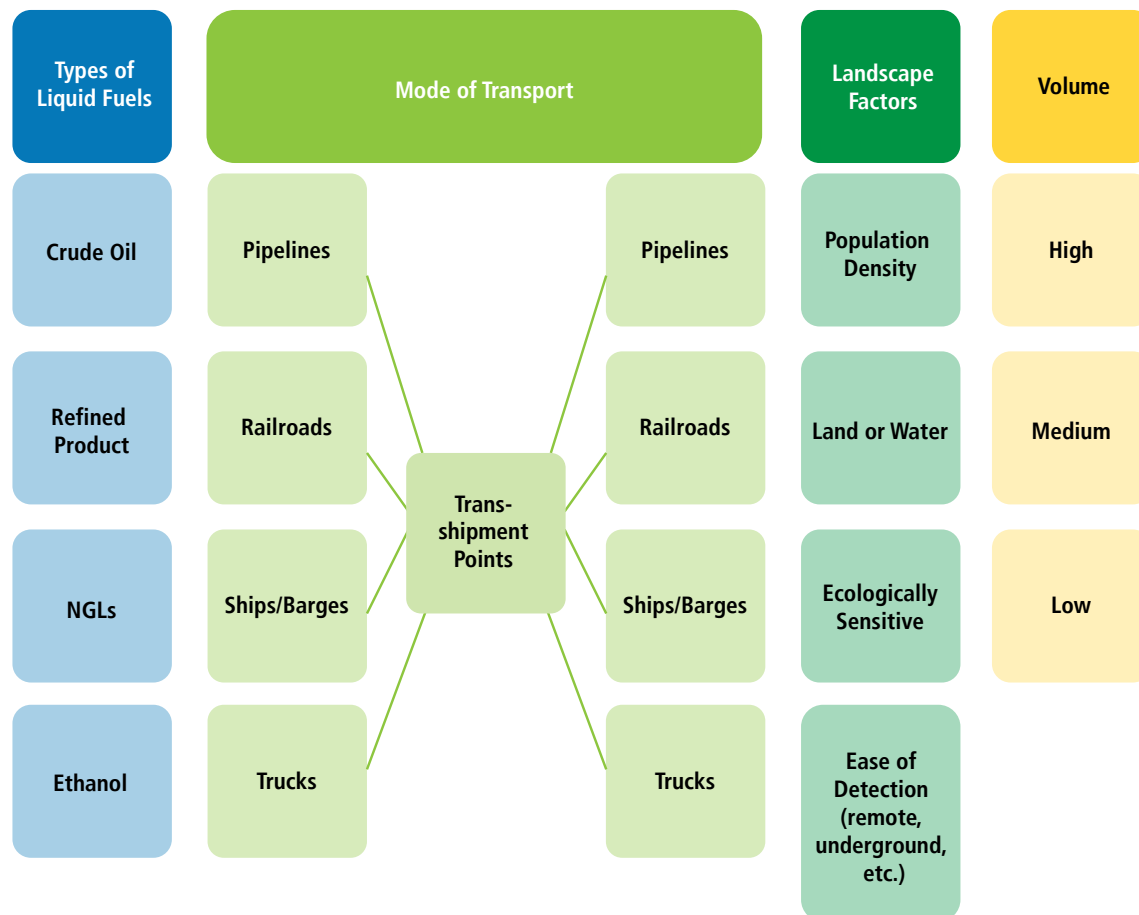 Types of
Liquid Fuels
Mode of Transport
Landscape
Factors
Volume
Crude Oil
Pipelines
Pipelines
Population
Density
High
Refined
Product
Railroads
Railroads
Land or Water
Medium
Trans-
shipment
Points
NGLs
Ships/Barges
Ships/Barges
Ecologically
Sensitive
Low
Ethanol
Trucks
Trucks
Ease of
Detection
(remote,
underground,
etc.)